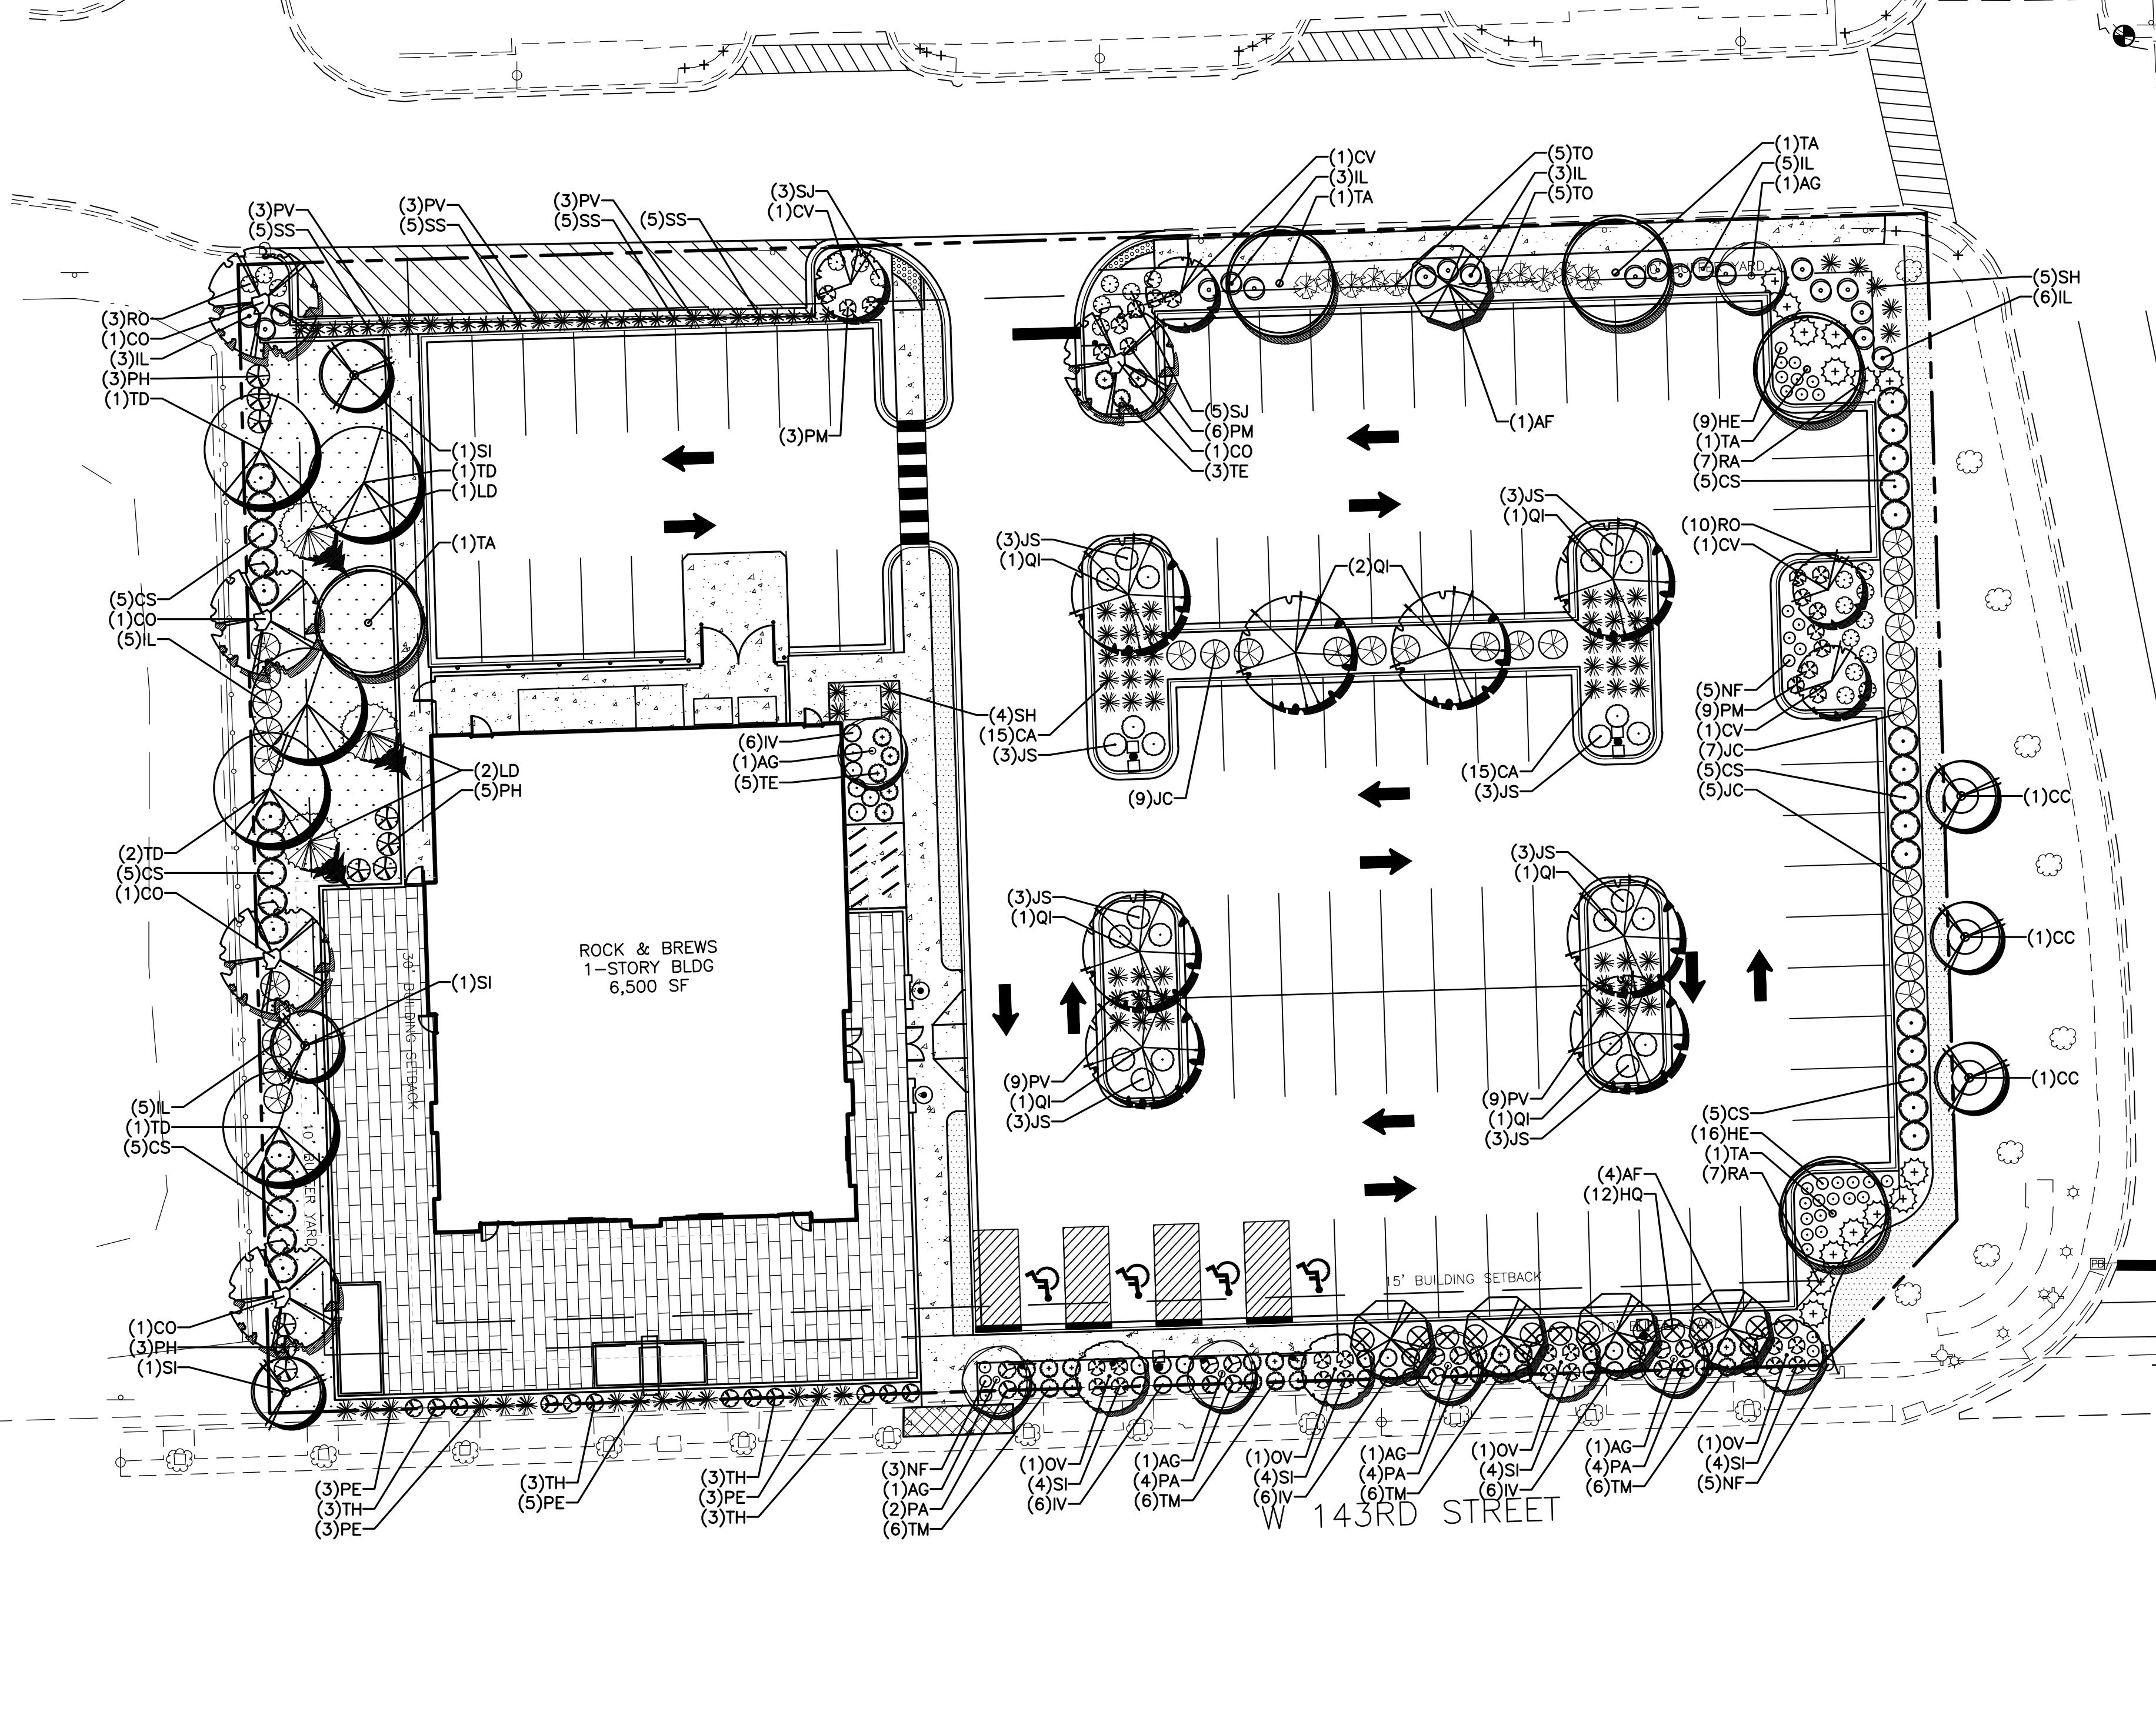 (1)CV
(3)IL
(1)TA
(5)TO
(3)IL
(5)TO
(1)TA
(5)IL
(1)AG
(3)PV
(5)SS
(3)PV
(5)SS
(3)PV
(5)SS
(5)SS
(3)SJ
(1)CV
(5)SH
(6)IL
BUFFER YARD
(3)RO
(1)CO
(3)IL
(3)PH
(1)TD
(1)SI
(1)TD
(1)LD
(1)TA
(3)PM
(5)SJ
(6)PM
(1)CO
(3)TE
(1)AF
(9)HE
(1)TA
(7)RA
(5)CS
(3)JS
(1)QI
(3)JS
(1)QI
(2)QI
(10)RO
(1)CV
(5)CS
(1)CO
(5)IL
(5)NF
(9)PM
(1)CV
(7)JC
(5)CS
(5)JC
(4)SH
(15)CA
(3)JS
(6)IV
(1)AG
(5)TE
(2)LD
(5)PH
(9)JC
(15)CA
(3)JS
(1)CC
(2)TD
(5)CS
(1)CO
(3)JS
(1)QI
(3)JS
(1)QI
(1)CC
ROCK & BREWS
1-STORY BLDG
6,500 SF
30' BUILDING SETBACK
(1)SI
(1)CC
(9)PV
(1)QI
(3)JS
(9)PV
(1)QI
(3)JS
(5)IL
(1)TD
(5)CS
10' BUFFER YARD
(5)CS
(16)HE
(1)TA
(7)RA
(4)AF
(12)HQ
15' BUILDING SETBACK
PB
(1)CO
(3)PH
(1)SI
(3)PE
(3)TH
(3)PE
(3)TH
(5)PE
(3)TH
(3)PE
(3)TH
(3)NF
(1)AG
(2)PA
(6)TM
(1)OV
(4)SI
(6)IV
(1)AG
(4)PA
(6)TM
(1)OV
(4)SI
(6)IV
(1)AG
(4)PA
(6)TM
(1)OV
(4)SI
(6)IV
(1)AG
(4)PA
(6)TM
(1)OV
(4)SI
(5)NF
W 143RD STREET